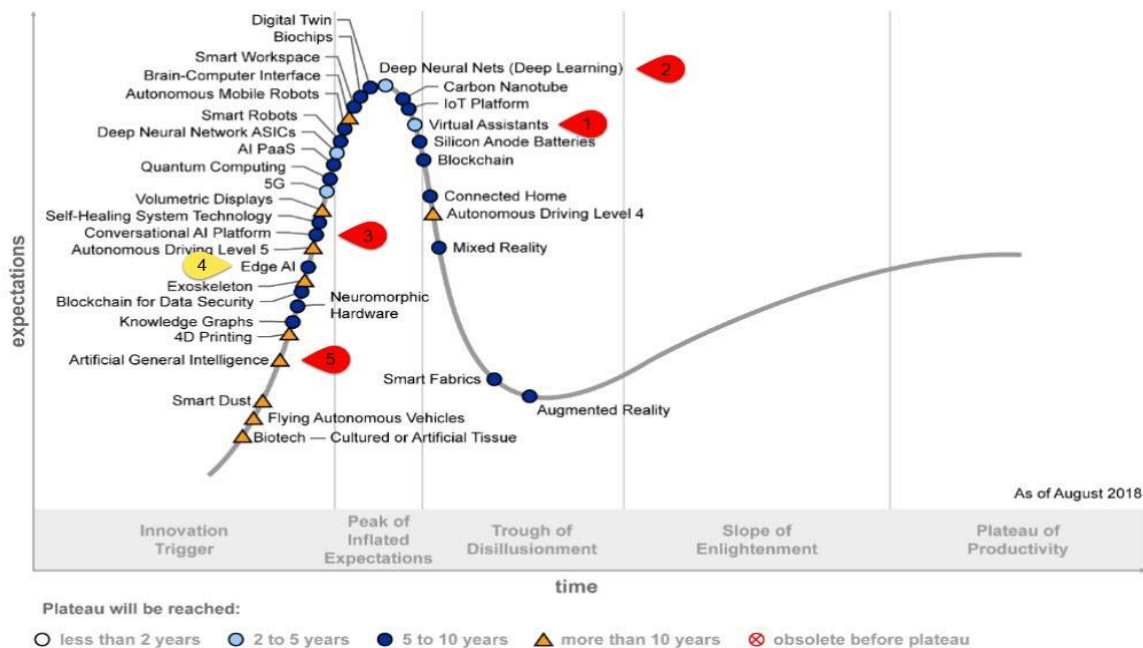 Digital Twin
Biochips
Smart Workspace
Brain-Computer Interface
Autonomous Mobile Robots
Smart Robots
Deep Neural Network ASICs
AI PaaS
Quantum Computing
5G
Volumetric Displays
Self-Healing System Technology
Conversational AI Platform
3
Autonomous Driving Level 5
4
Edge AI
Exoskeleton
Blockchain for Data Security
Neuromorphic
Hardware
Knowledge Graphs
4D Printing
Artificial General Intelligence
5
Smart Dust
Flying Autonomous Vehicles
Biotech — Cultured or Artificial Tissue
Deep Neural Nets (Deep Learning)
2
Carbon Nanotube
IoT Platform
Virtual Assistants
1
Silicon Anode Batteries
Blockchain
Connected Home
Autonomous Driving Level 4
Mixed Reality
Smart Fabrics
Augmented Reality
expectations
As of August 2018
Innovation
Trigger
Peak of
Inflated
Expectations
Trough of
Disillusionment
Slope of
Enlightenment
Plateau of
Productivity
time
Plateau will be reached:
less than 2 years
2 to 5 years
5 to 10 years
more than 10 years
obsolete before plateau